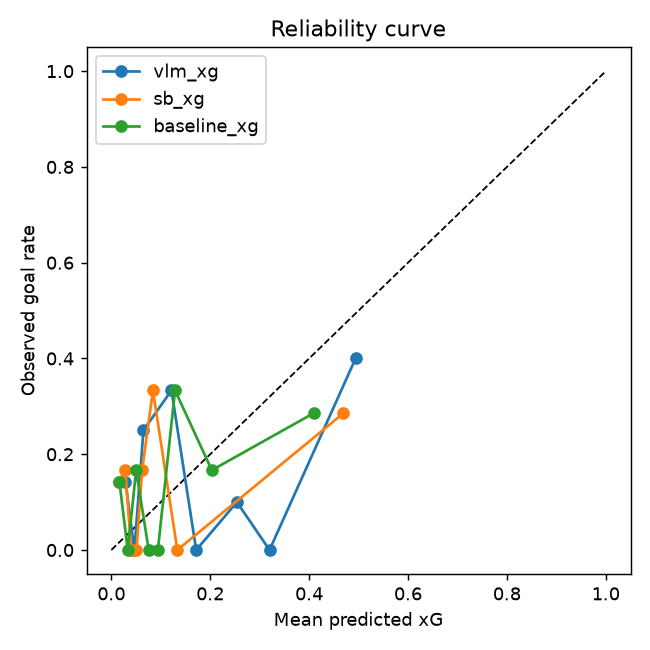 Reliability curve
vlm_xg
sb_xg
baseline_xg
Observed goal rate
1.0
0.8
0.6
0.4
0.2
0.0
0.0 0.2 0.4 0.6 0.8 1.0
Mean predicted xG